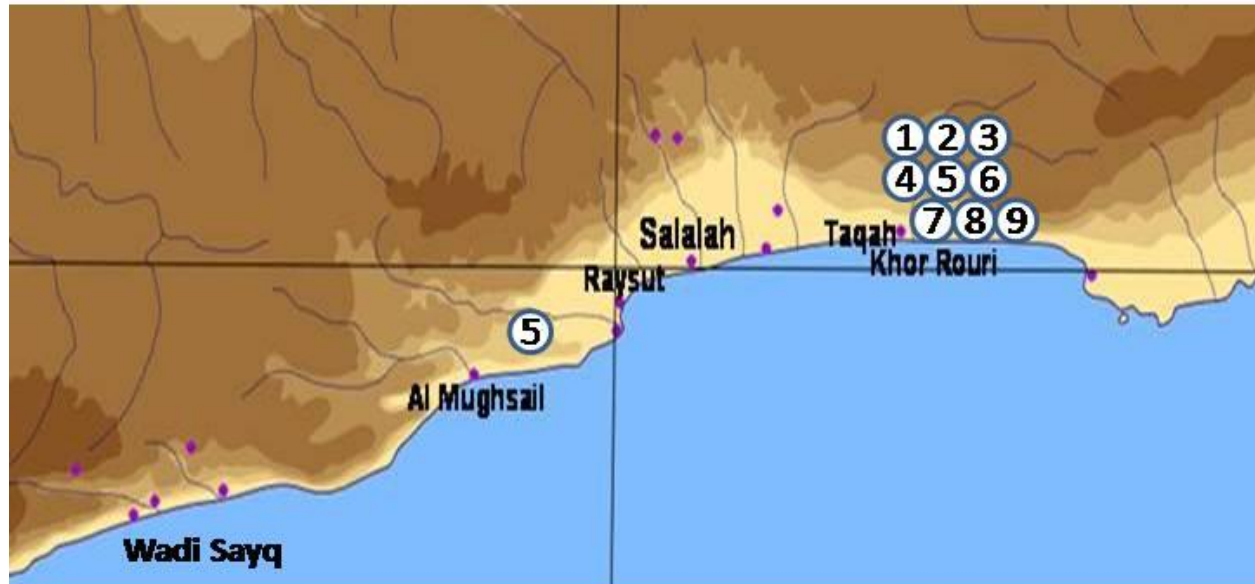 1 2 3
4 5 6
7 8 9
Salalah
Taqah
Khor Rouri
Raysut
5
Al Mughsail
Wadi Sayq